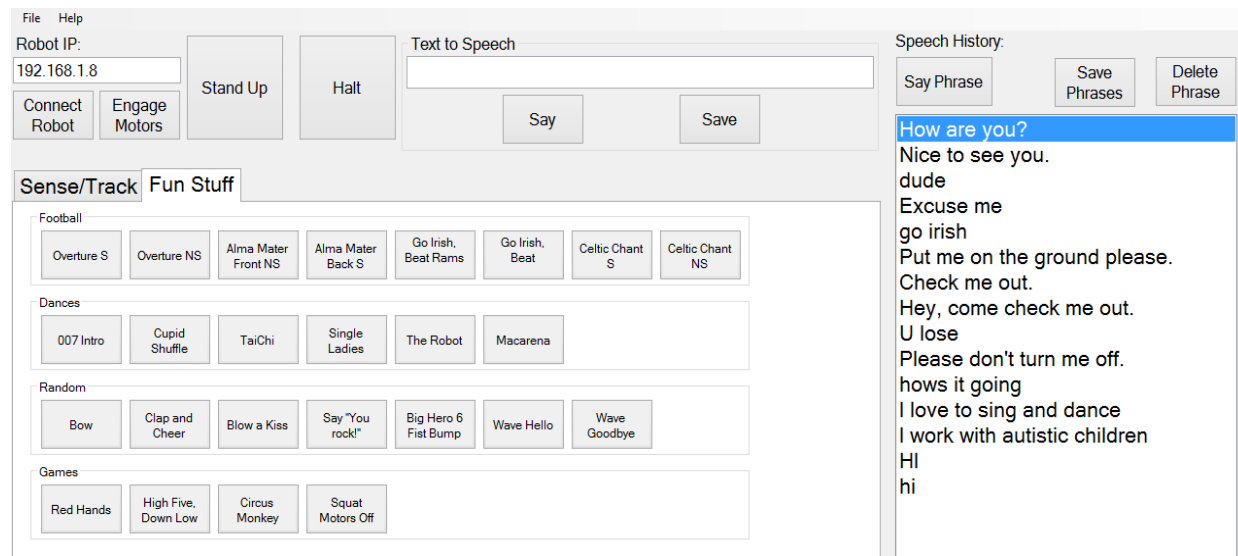 File Help
Robot IP:
192.168.1.8
Connect
Robot
Engage
Motors
Stand Up
Halt
Text to Speech
Say
Save
Speech History:
Say Phrase
Save
Phrases
Delete
Phrase
Sense/Track
Fun Stuff
Football
Overture S
Overture NS
Alma Mater
Front NS
Alma Mater
Back S
Go Irish,
Beat Rams
Go Irish,
Beat
Celtic Chant
S
Celtic Chant
NS
Dances
007 Intro
Cupid
Shuffle
TaiChi
Single
Ladies
The Robot
Macarena
Random
Bow
Clap and
Cheer
Blow a Kiss
Say "You
rock!"
Big Hero 6
Fist Bump
Wave Hello
Wave
Goodbye
Games
Red Hands
High Five,
Down Low
Circus
Monkey
Squat
Motors Off
How are you?
Nice to see you.
dude
Excuse me
go irish
Put me on the ground please.
Check me out.
Hey, come check me out.
U lose
Please don't turn me off.
hows it going
I love to sing and dance
I work with autistic children
HI
hi